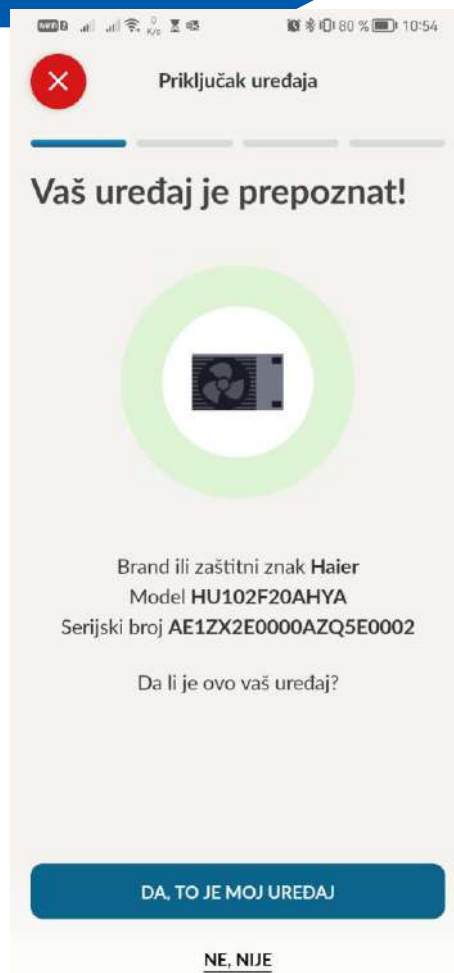 80 % 10:54
Priključak uređaja
Vaš uređaj je prepoznat!
Brand ili zaštitni znak Haier
Model HU102F20AHYA
Serijski broj AE1ZX2E0000AZQ5E0002
Da li je ovo vaš uređaj?
DA, TO JE MOJ UREĐAJ
NE, NIJE